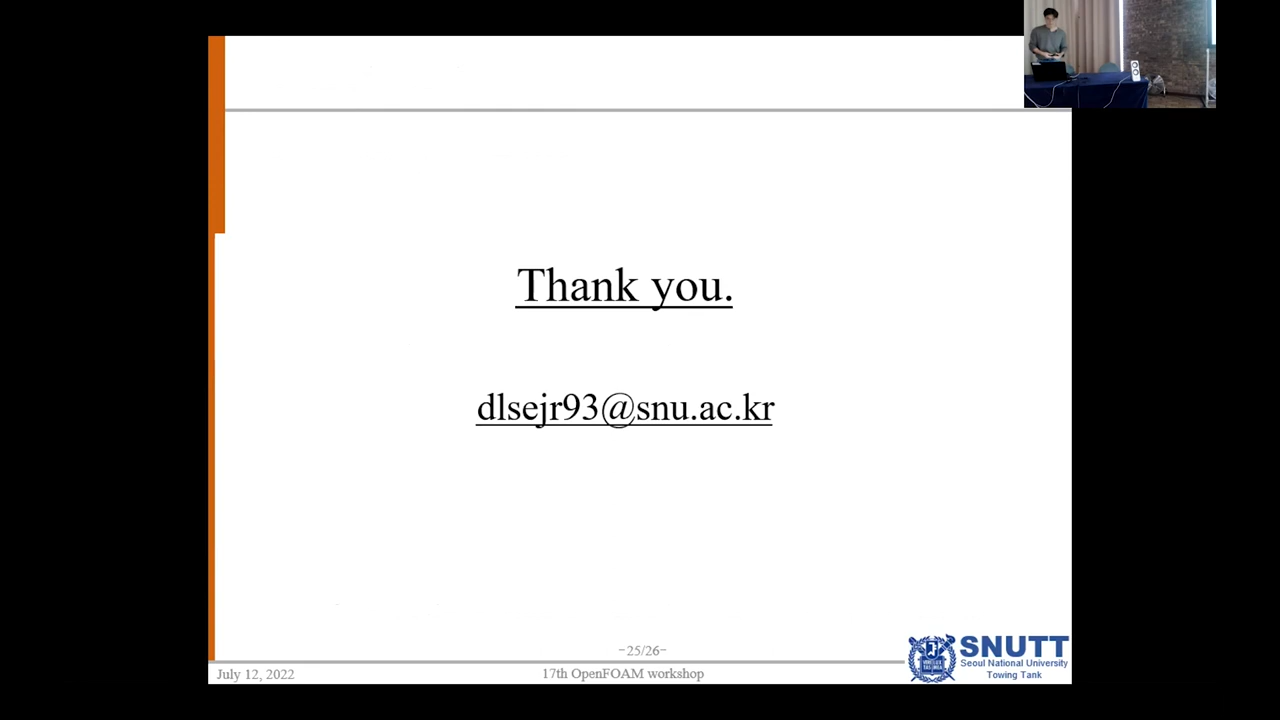 Thank you.
dlsejr93@snu.ac.kr
-25/26-
July 12, 2022
17th OpenFOAM workshop
SNUTT
Seoul National University
Towing Tank